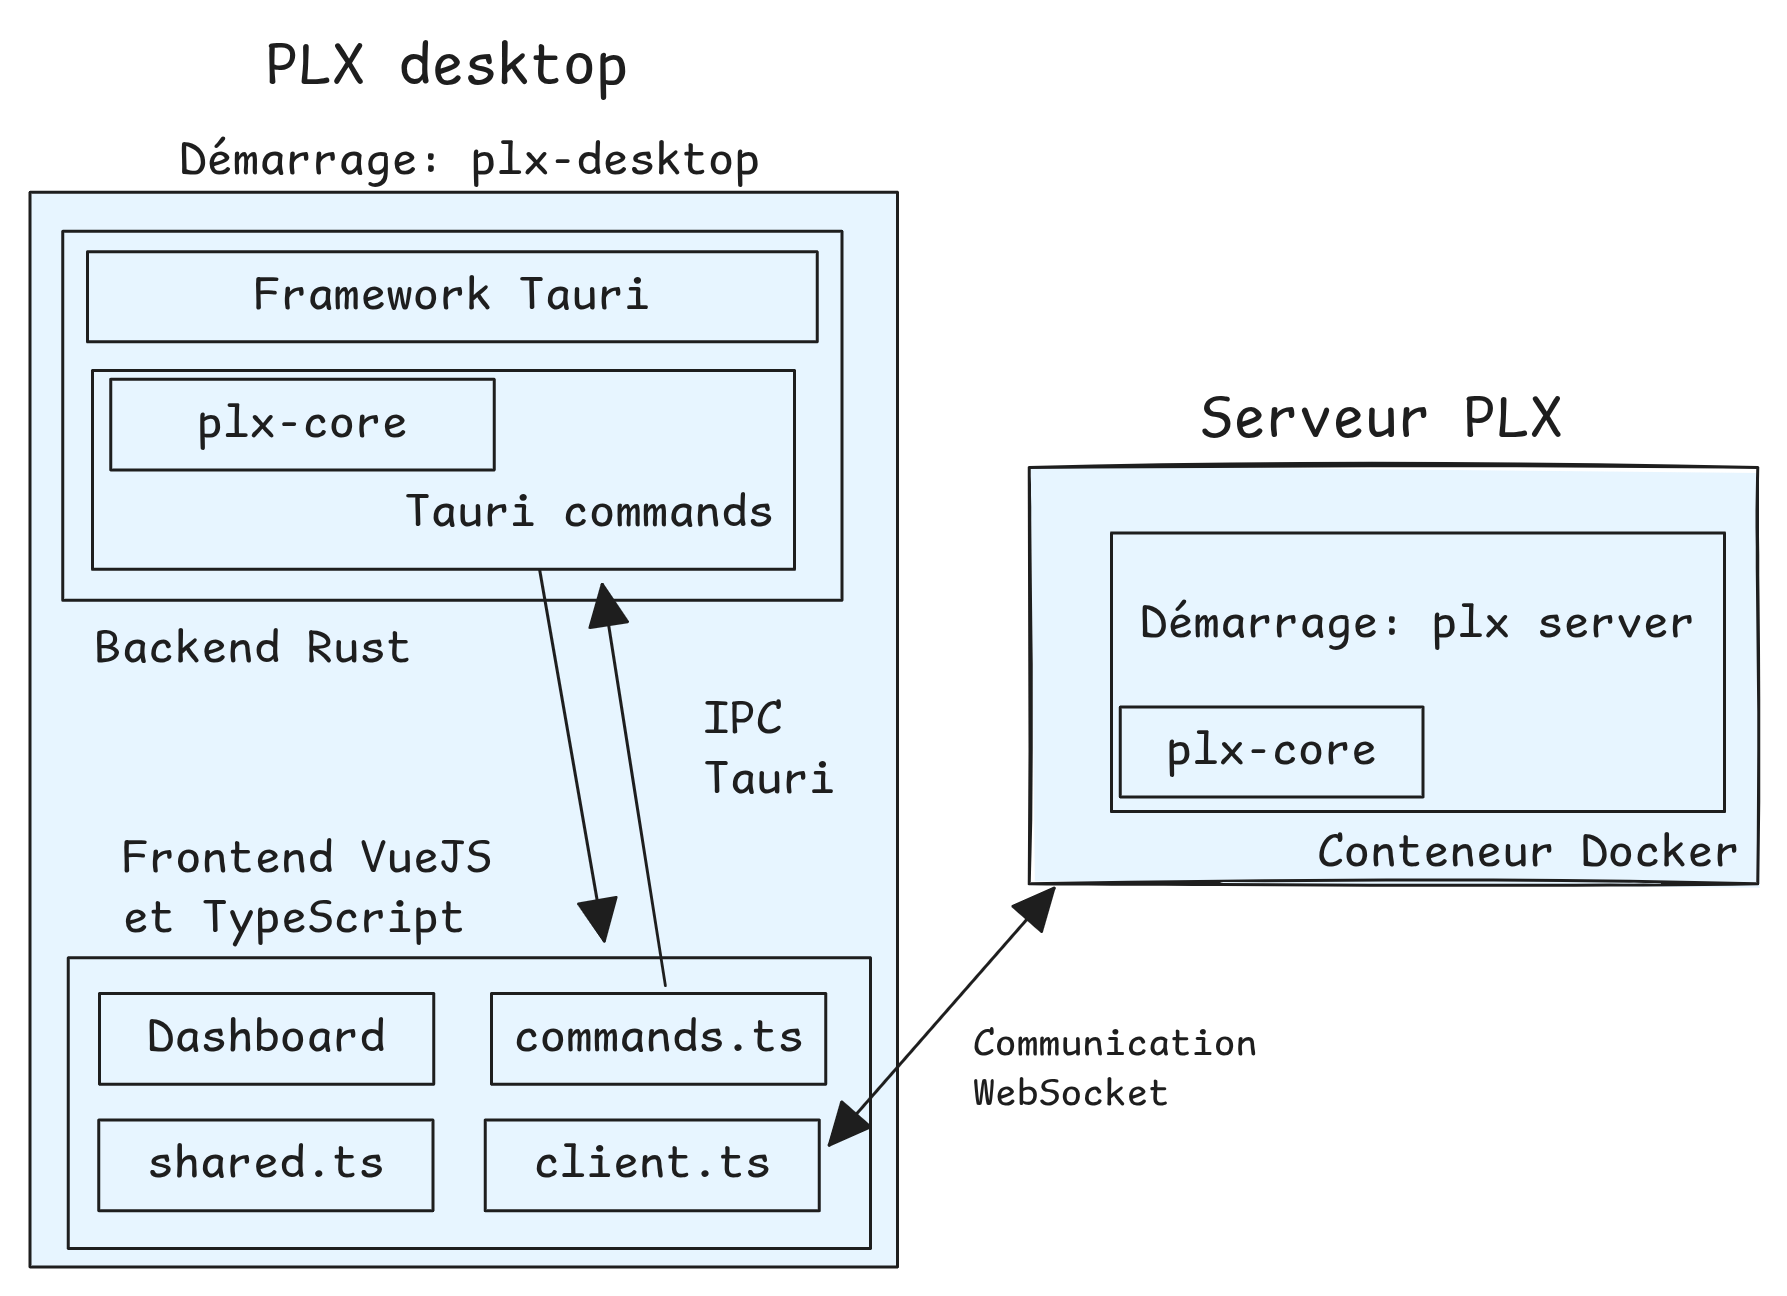 PLX desktop
Démarrage: plx-desktop
Framework Tauri
plx-core
Tauri commands
Backend Rust
IPC
Tauri
Frontend VueJS
et TypeScript
Dashboard
commands.ts
shared.ts
client.ts
Serveur PLX
Démarrage: plx server
plx-core
Conteneur Docker
Communication
WebSocket